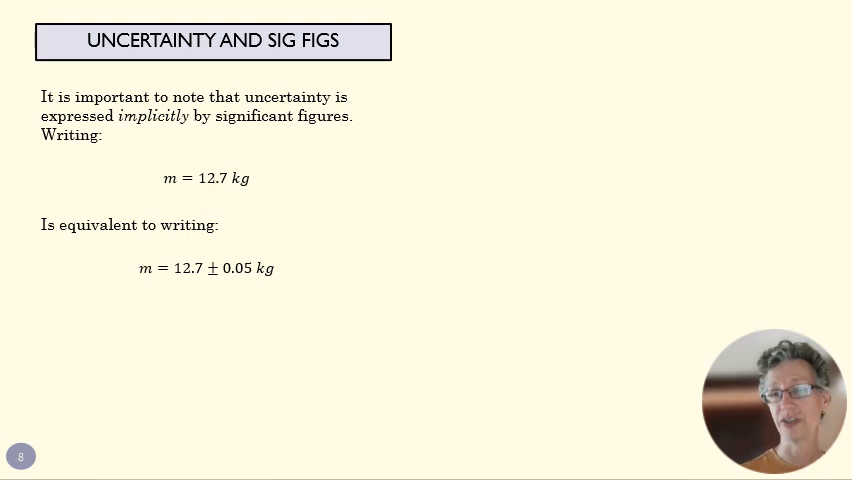 UNCERTAINTY AND SIG FIGS
It is important to note that uncertainty is
expressed implicitly by significant figures.
Writing:
m = 12.7 kg
Is equivalent to writing:
m = 12.7 ± 0.05 kg
8